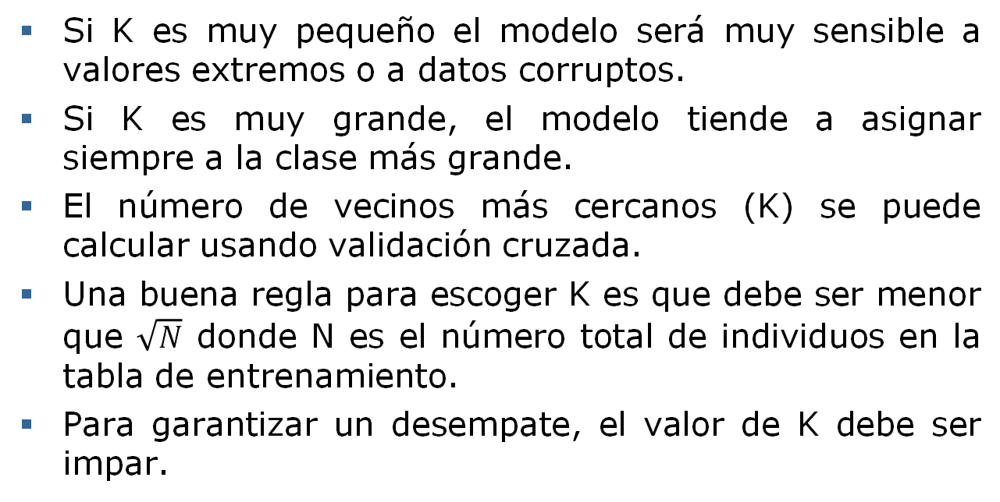 ▪ Si K es muy pequeño el modelo será muy sensible a
valores extremos o a datos corruptos.
▪ Si K es muy grande, el modelo tiende a asignar
siempre a la clase más grande.
▪ El número de vecinos más cercanos (K) se puede
calcular usando validación cruzada.
▪ Una buena regla para escoger K es que debe ser menor
que √N donde N es el número total de individuos en la
tabla de entrenamiento.
▪ Para garantizar un desempate, el valor de K debe ser
impar.